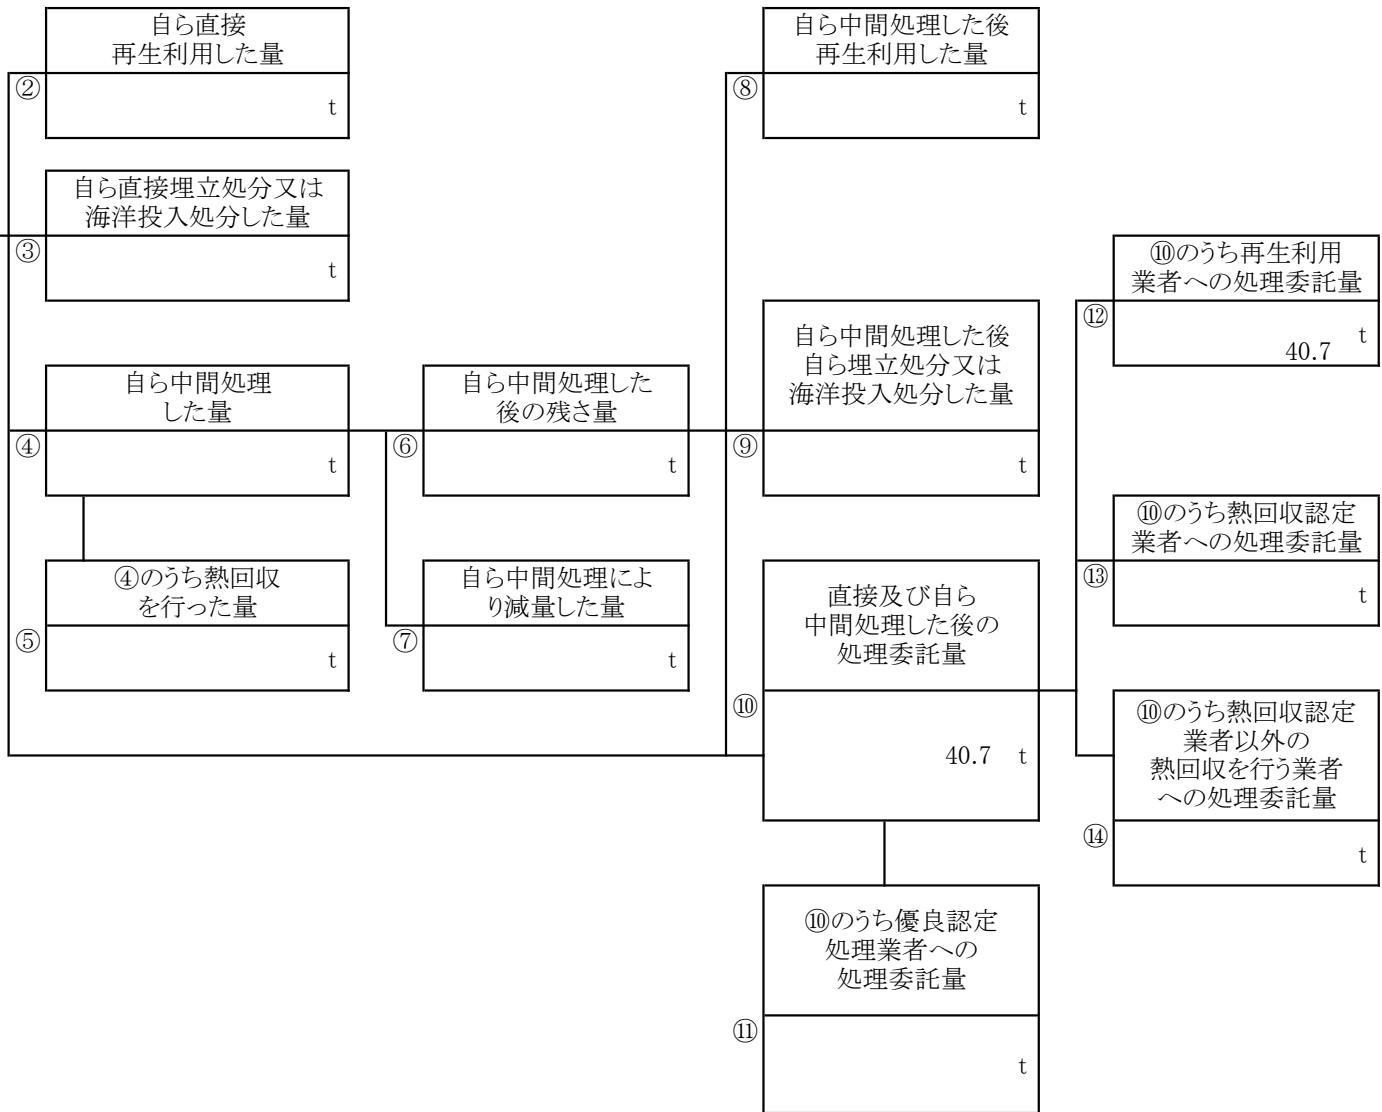 自ら直接
再生利用した量
②
t
自ら直接埋立処分又は
海洋投入処分した量
③
t
自ら中間処理
した量
④
t
④のうち熱回収
を行った量
⑤
t
自ら中間処理した
後の残さ量
⑥
t
自ら中間処理によ
り減量した量
⑦
t
自ら中間処理した後
再生利用した量
⑧
t
自ら中間処理した後
自ら埋立処分又は
海洋投入処分した量
⑨
t
直接及び自ら
中間処理した後の
処理委託量
⑩
40.7 t
⑩のうち優良認定
処理業者への
処理委託量
⑪
t
⑩のうち再生利用
業者への処理委託量
⑫
40.7 t
⑩のうち熱回収認定
業者への処理委託量
⑬
t
⑩のうち熱回収認定
業者以外の
熱回収を行う業者
への処理委託量
⑭
t